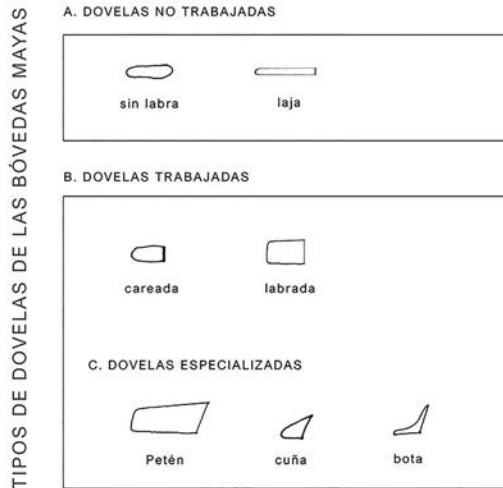 TIPOS DE DOVELAS DE LAS BÓVEDAS MAYAS
A. DOVELAS NO TRABAJADAS
sin labra laja
B. DOVELAS TRABAJADAS
careada labrada
C. DOVELAS ESPECIALIZADAS
Petén cuña bota